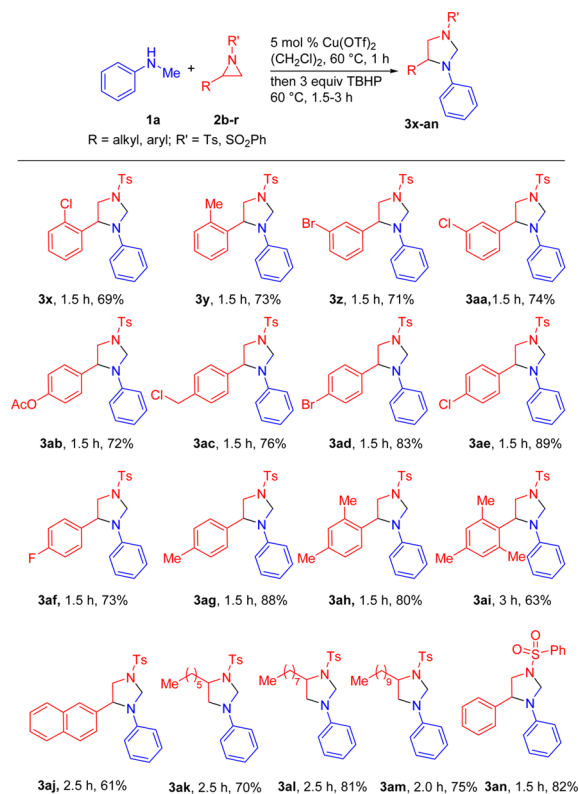 H
N
Me
1a
+
R'
N
R
2b-r
R = alkyl, aryl; R' = Ts, SO₂Ph
5 mol % Cu(OTf)₂
(CH₂Cl)₂, 60 °C, 1 h
then 3 equiv TBHP
60 °C, 1.5-3 h
R'
N
N
R
3x-an
Ts
N
Cl
N
3x, 1.5 h, 69%
Ts
N
Me
N
3y, 1.5 h, 73%
Ts
N
Br
N
3z, 1.5 h, 71%
Ts
N
Cl
N
3aa,1.5 h, 74%
Ts
N
N
AcO
3ab, 1.5 h, 72%
Ts
N
N
Cl
3ac, 1.5 h, 76%
Ts
N
N
Br
3ad, 1.5 h, 83%
Ts
N
N
Cl
3ae, 1.5 h, 89%
Ts
N
N
F
3af, 1.5 h, 73%
Ts
N
N
Me
3ag, 1.5 h, 88%
Ts
N
Me
N
Me
3ah, 1.5 h, 80%
Ts
N
Me
N
Me
Me
3ai, 3 h, 63%
Ts
N
N
3aj, 2.5 h, 61%
Ts
( )5
N
Me
N
3ak, 2.5 h, 70%
Ts
( )7
N
Me
N
3al, 2.5 h, 81%
Ts
( )9
N
Me
N
3am, 2.0 h, 75%
O
O
S
Ph
N
N
3an, 1.5 h, 82%